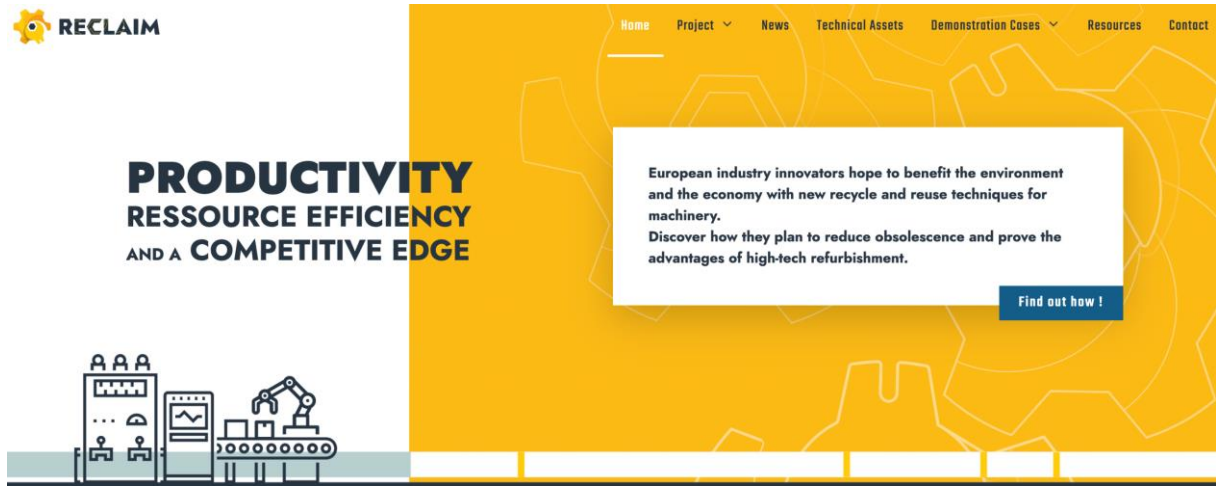 RECLAIM
Home Project News Technical Assets Demonstration Cases Resources Contact
PRODUCTIVITY
RESSOURCE EFFICIENCY
AND A COMPETITIVE EDGE
European industry innovators hope to benefit the environment
and the economy with new recycle and reuse techniques for
machinery.
Discover how they plan to reduce obsolescence and prove the
advantages of high-tech refurbishment.
Find out how !